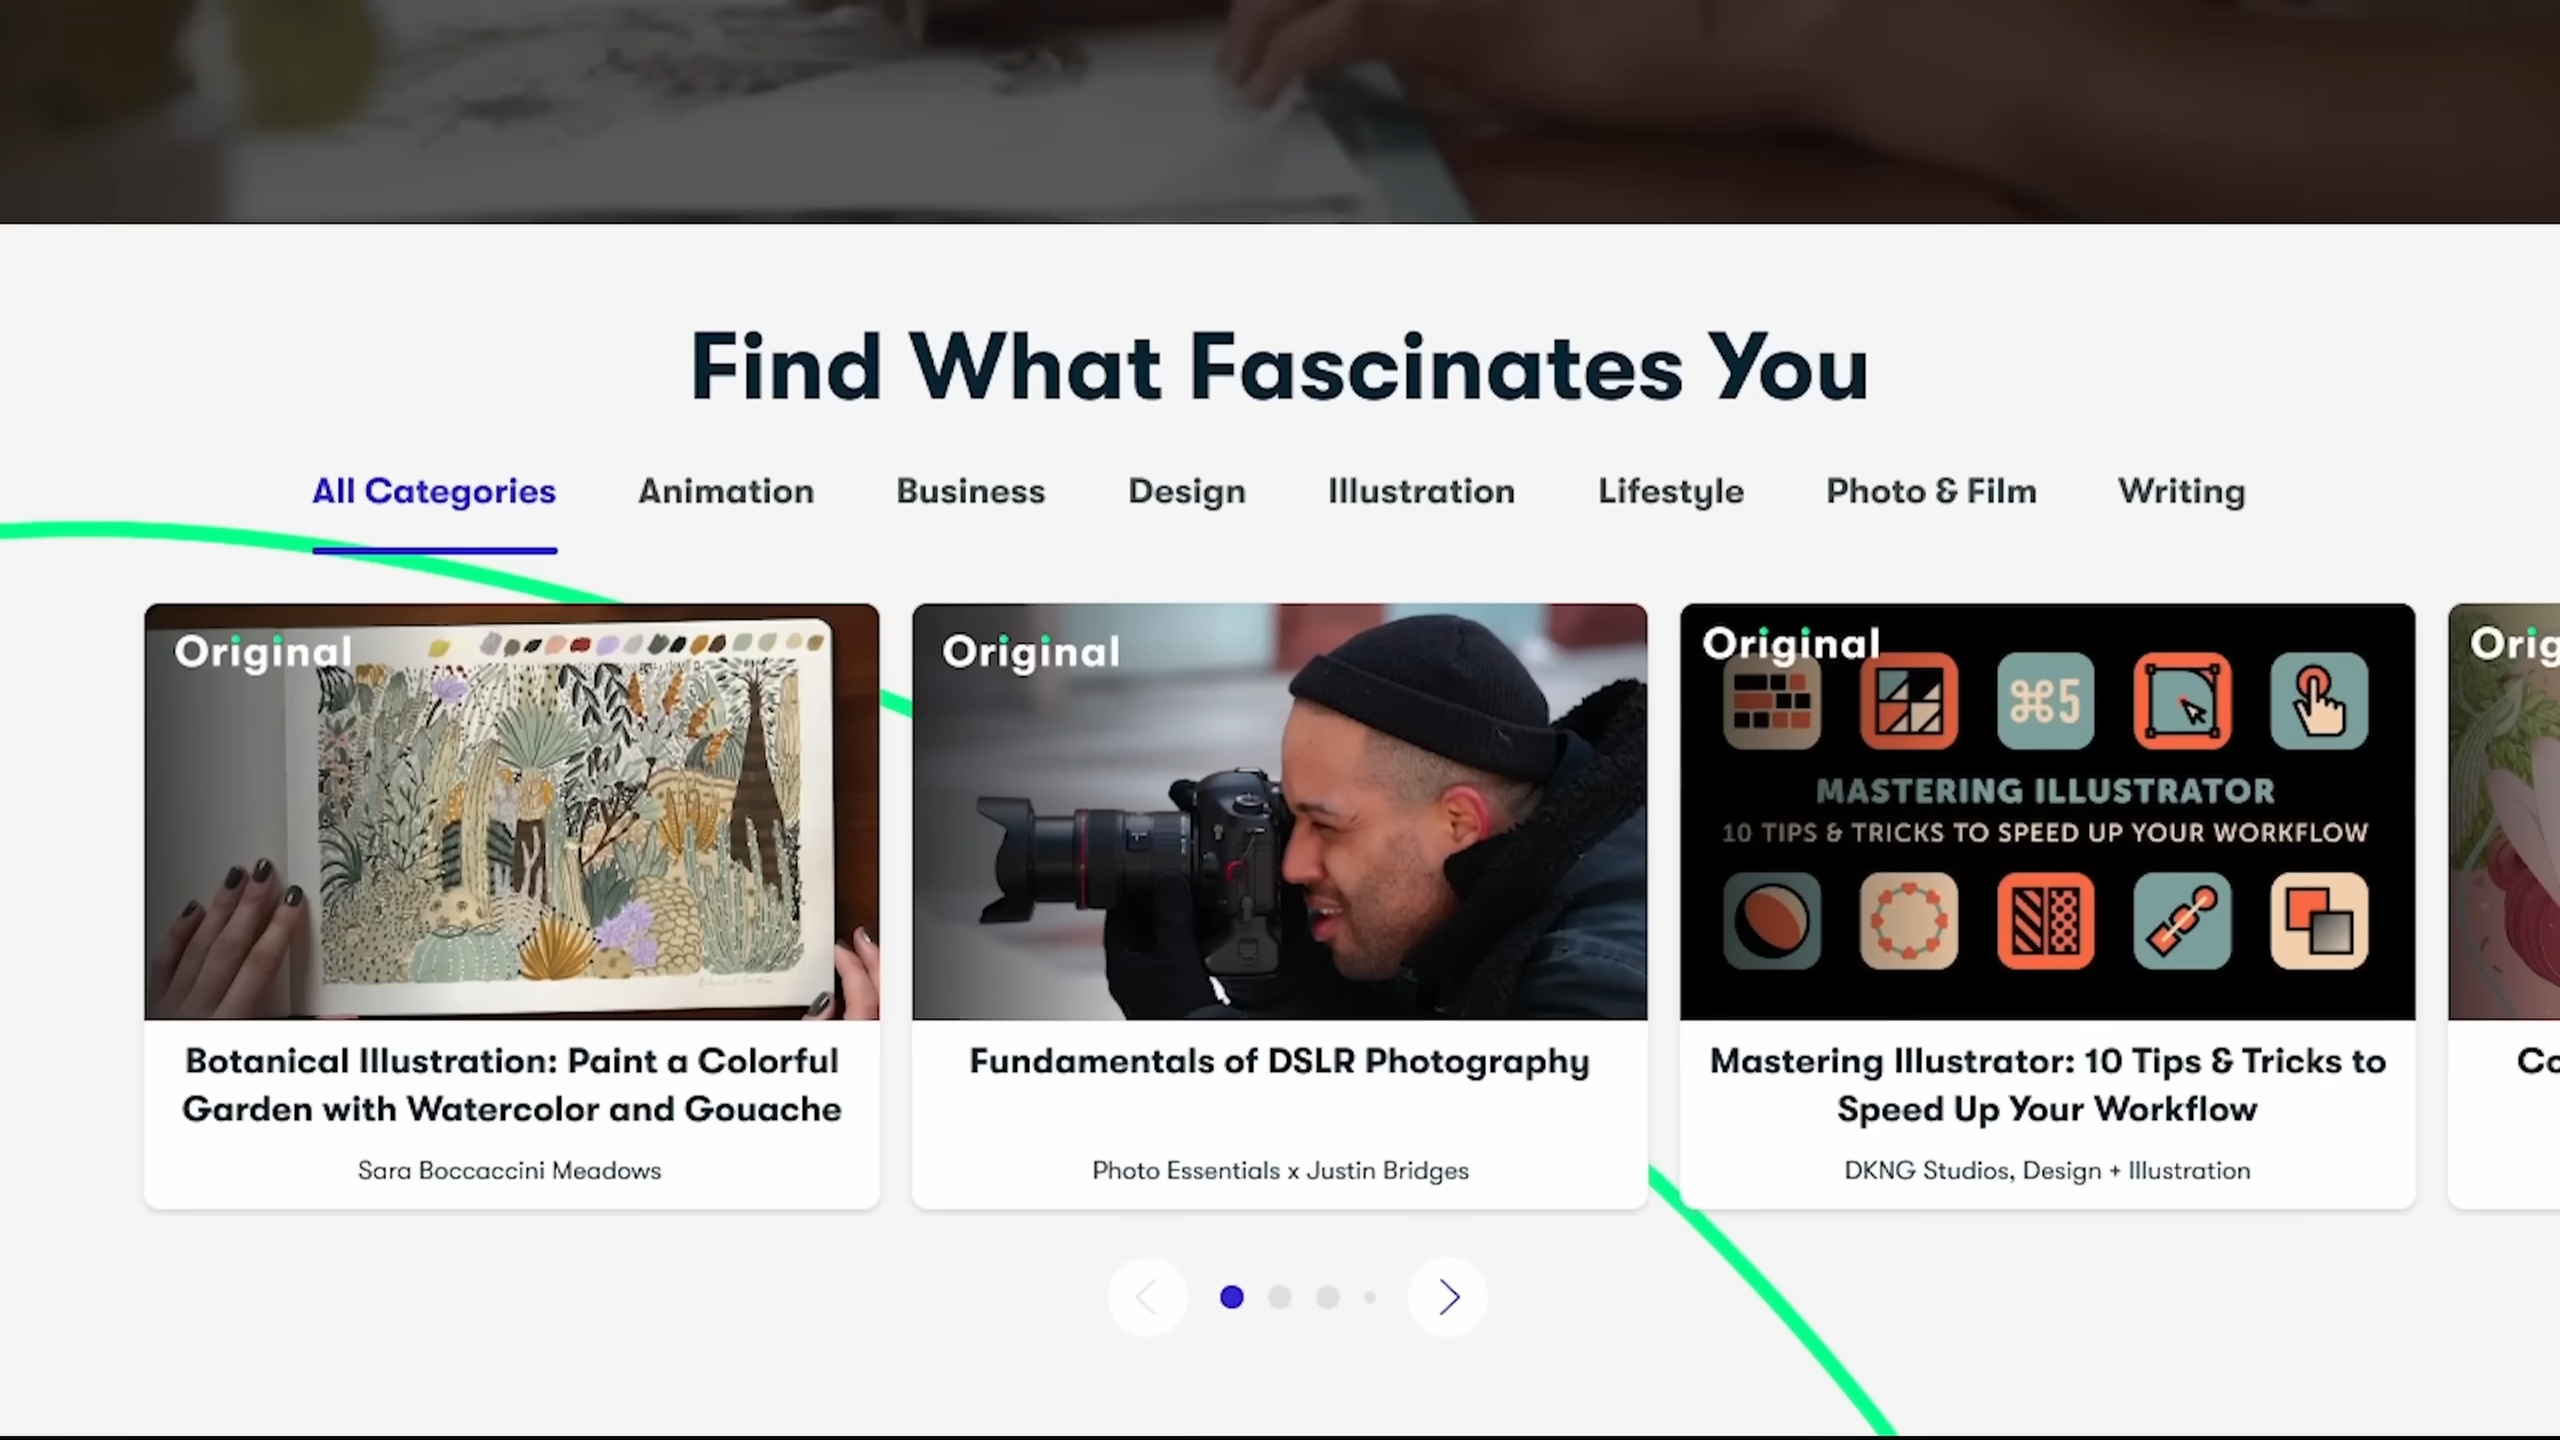 Find What Fascinates You
All Categories
Animation
Business
Design
Illustration
Lifestyle
Photo & Film
Writing
Original
Botanical Illustration: Paint a Colorful
Garden with Watercolor and Gouache
Sara Boccaccini Meadows
Original
Fundamentals of DSLR Photography
Photo Essentials x Justin Bridges
Original
⌘5
MASTERING ILLUSTRATOR
10 TIPS & TRICKS TO SPEED UP YOUR WORKFLOW
Mastering Illustrator: 10 Tips & Tricks to
Speed Up Your Workflow
DKNG Studios, Design + Illustration
Orig
Co